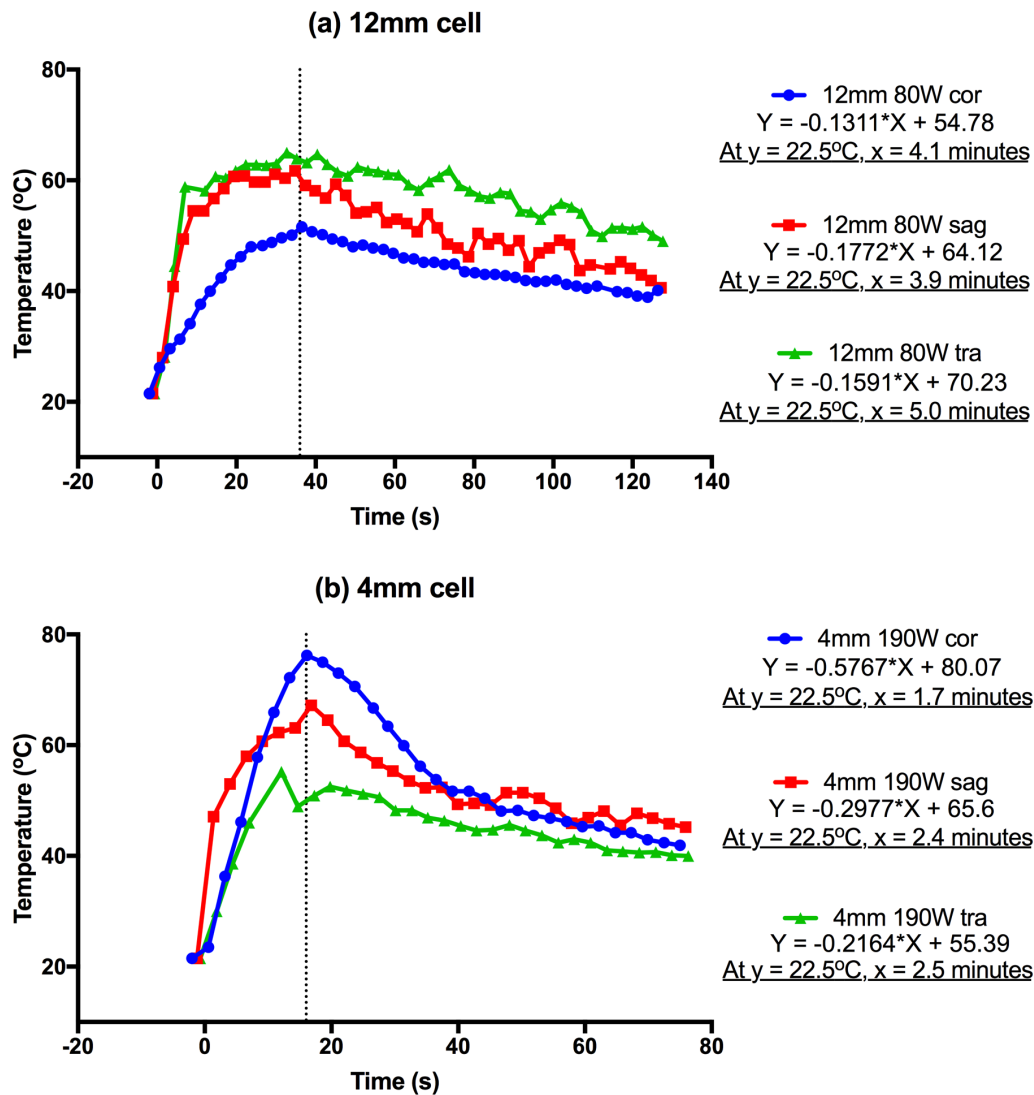 (a) 12mm cell
80
60
40
20
-20
0
20
40
60
80
100
120
140
Temperature (ºC)
Time (s)
12mm 80W cor
Y = -0.1311*X + 54.78
At y = 22.5ºC, x = 4.1 minutes
12mm 80W sag
Y = -0.1772*X + 64.12
At y = 22.5ºC, x = 3.9 minutes
12mm 80W tra
Y = -0.1591*X + 70.23
At y = 22.5ºC, x = 5.0 minutes
(b) 4mm cell
80
60
40
20
-20
0
20
40
60
80
Temperature (ºC)
Time (s)
4mm 190W cor
Y = -0.5767*X + 80.07
At y = 22.5ºC, x = 1.7 minutes
4mm 190W sag
Y = -0.2977*X + 65.6
At y = 22.5ºC, x = 2.4 minutes
4mm 190W tra
Y = -0.2164*X + 55.39
At y = 22.5ºC, x = 2.5 minutes